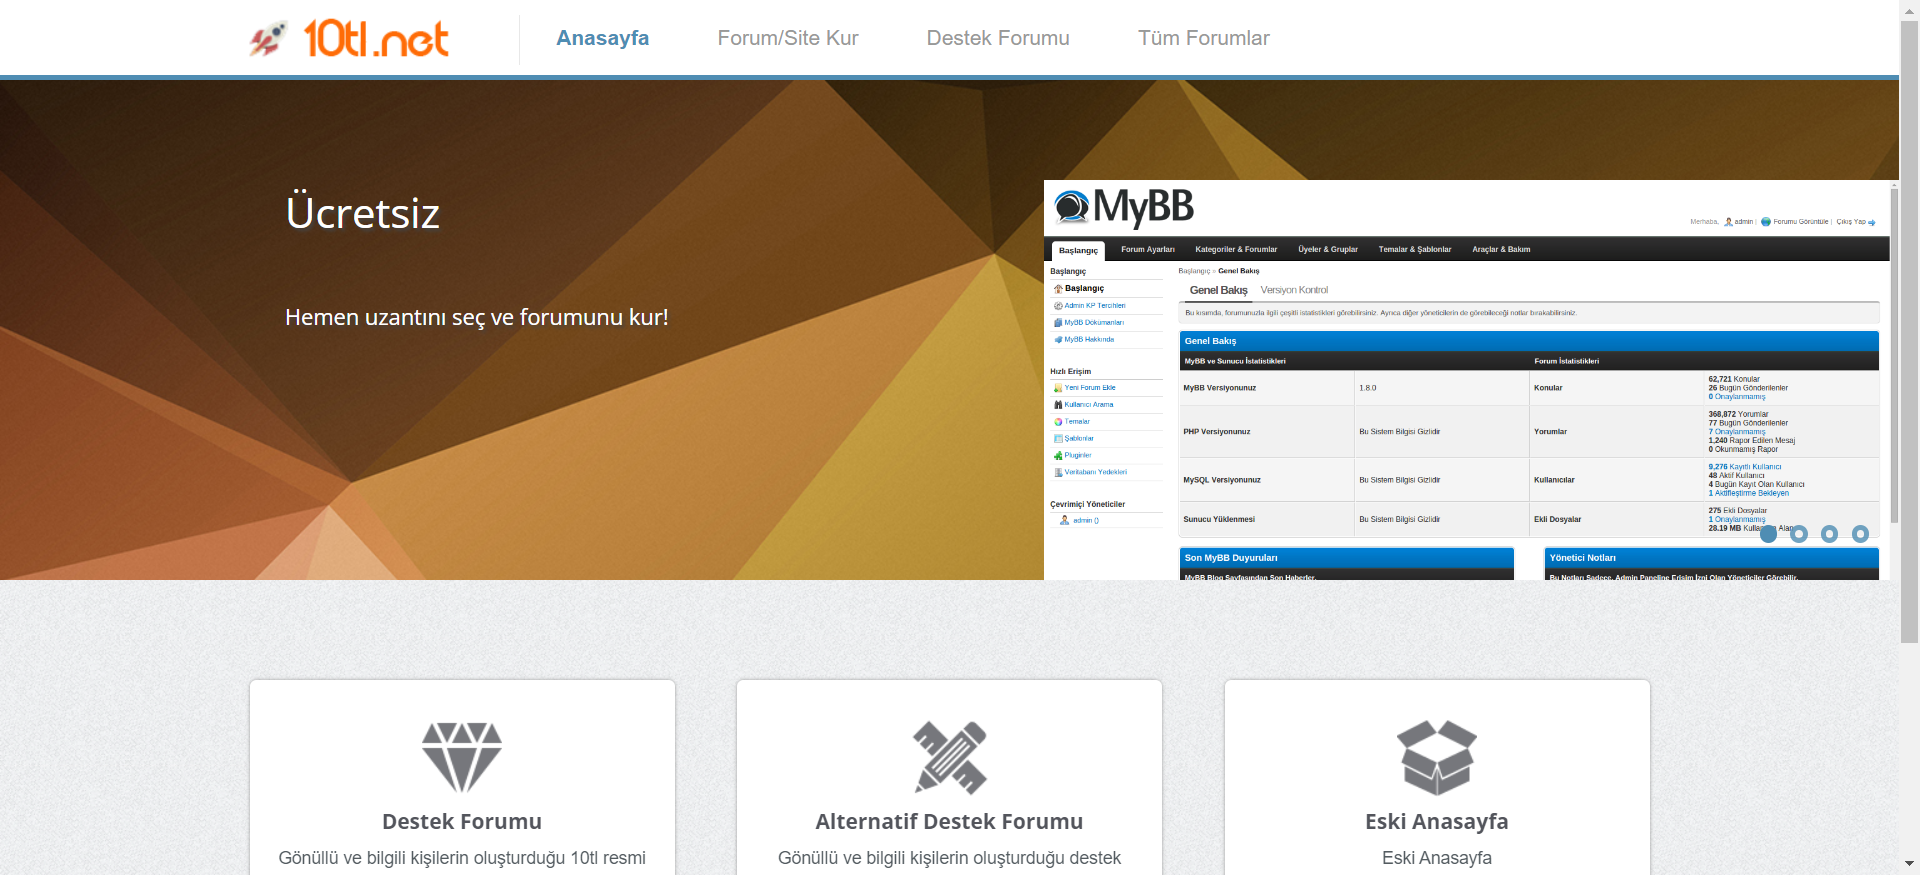 10tl.net
Anasayfa
Forum/Site Kur
Destek Forumu
Tüm Forumlar
Ücretsiz
Hemen uzantını seç ve forumunu kur!
MyBB
Merhaba, admin | Forumu Görüntüle | Çıkış Yap
Başlangıç
Forum Ayarları
Kategoriler & Forumlar
Üyeler & Gruplar
Temalar & Şablonlar
Araçlar & Bakım
Başlangıç
Başlangıç
Admin KP Tercihleri
MyBB Dökümanları
MyBB Hakkında
Hızlı Erişim
Yeni Forum Ekle
Kullanıcı Arama
Temalar
Şablonlar
Pluginler
Veritabanı Yedekleri
Çevrimiçi Yöneticiler
admin ()
Başlangıç » Genel Bakış
Genel Bakış
Versiyon Kontrol
Bu kısımda, forumunuzla ilgili çeşitli istatistikleri görebilirsiniz. Ayrıca diğer yöneticilerin de görebileceği notlar bırakabilirsiniz.
Genel Bakış
MyBB ve Sunucu İstatistikleri
Forum İstatistikleri
MyBB Versiyonunuz
1.8.0
Konular
62,721 Konular
26 Bugün Gönderilenler
0 Onaylanmamış
PHP Versiyonunuz
Bu Sistem Bilgisi Gizlidir
Yorumlar
368,872 Yorumlar
77 Bugün Gönderilenler
7 Onaylanmamış
1,240 Rapor Edilen Mesaj
0 Okunmamış Rapor
MySQL Versiyonunuz
Bu Sistem Bilgisi Gizlidir
Kullanıcılar
9,276 Kayıtlı Kullanıcı
48 Aktif Kullanıcı
4 Bugün Kayıt Olan Kullanıcı
1 Aktifleştirme Bekleyen
Sunucu Yüklenmesi
Bu Sistem Bilgisi Gizlidir
Ekli Dosyalar
275 Ekli Dosyalar
1 Onaylanmamış
28.19 MB
Son MyBB Duyuruları
MyBB Blog Sayfasından Son Haberler.
Yönetici Notları
Bu Notları Sadece, Admin Paneline Erişim İzni Olan Yöneticiler Görebilir.
Destek Forumu
Gönüllü ve bilgili kişilerin oluşturduğu 10tl resmi
Alternatif Destek Forumu
Gönüllü ve bilgili kişilerin oluşturduğu destek
Eski Anasayfa
Eski Anasayfa